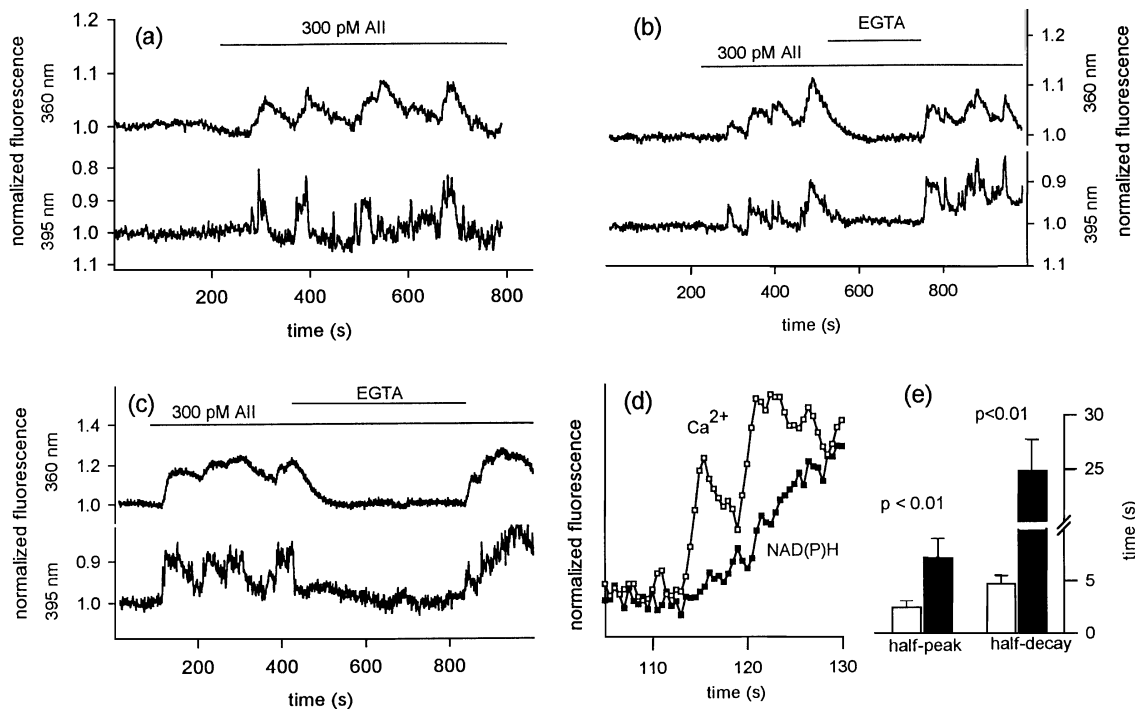 (a)
300 pM AII
normalized fluorescence
395 nm 360 nm
1.2
1.1
1.0
0.8
0.9
1.0
1.1
200 400 600 800
time (s)
(b)
EGTA
300 pM AII
1.2
1.1
1.0
0.9
1.0
1.1
395 nm 360 nm
normalized fluorescence
200 400 600 800
time (s)
(c)
EGTA
300 pM AII
normalized fluorescence
395 nm 360 nm
1.4
1.2
1.0
0.9
1.0
200 400 600 800
time (s)
(d)
Ca2+
NAD(P)H
normalized fluorescence
110 120 130
time (s)
(e)
p<0.01
p < 0.01
30
25
5
0
time (s)
half-peak half-decay